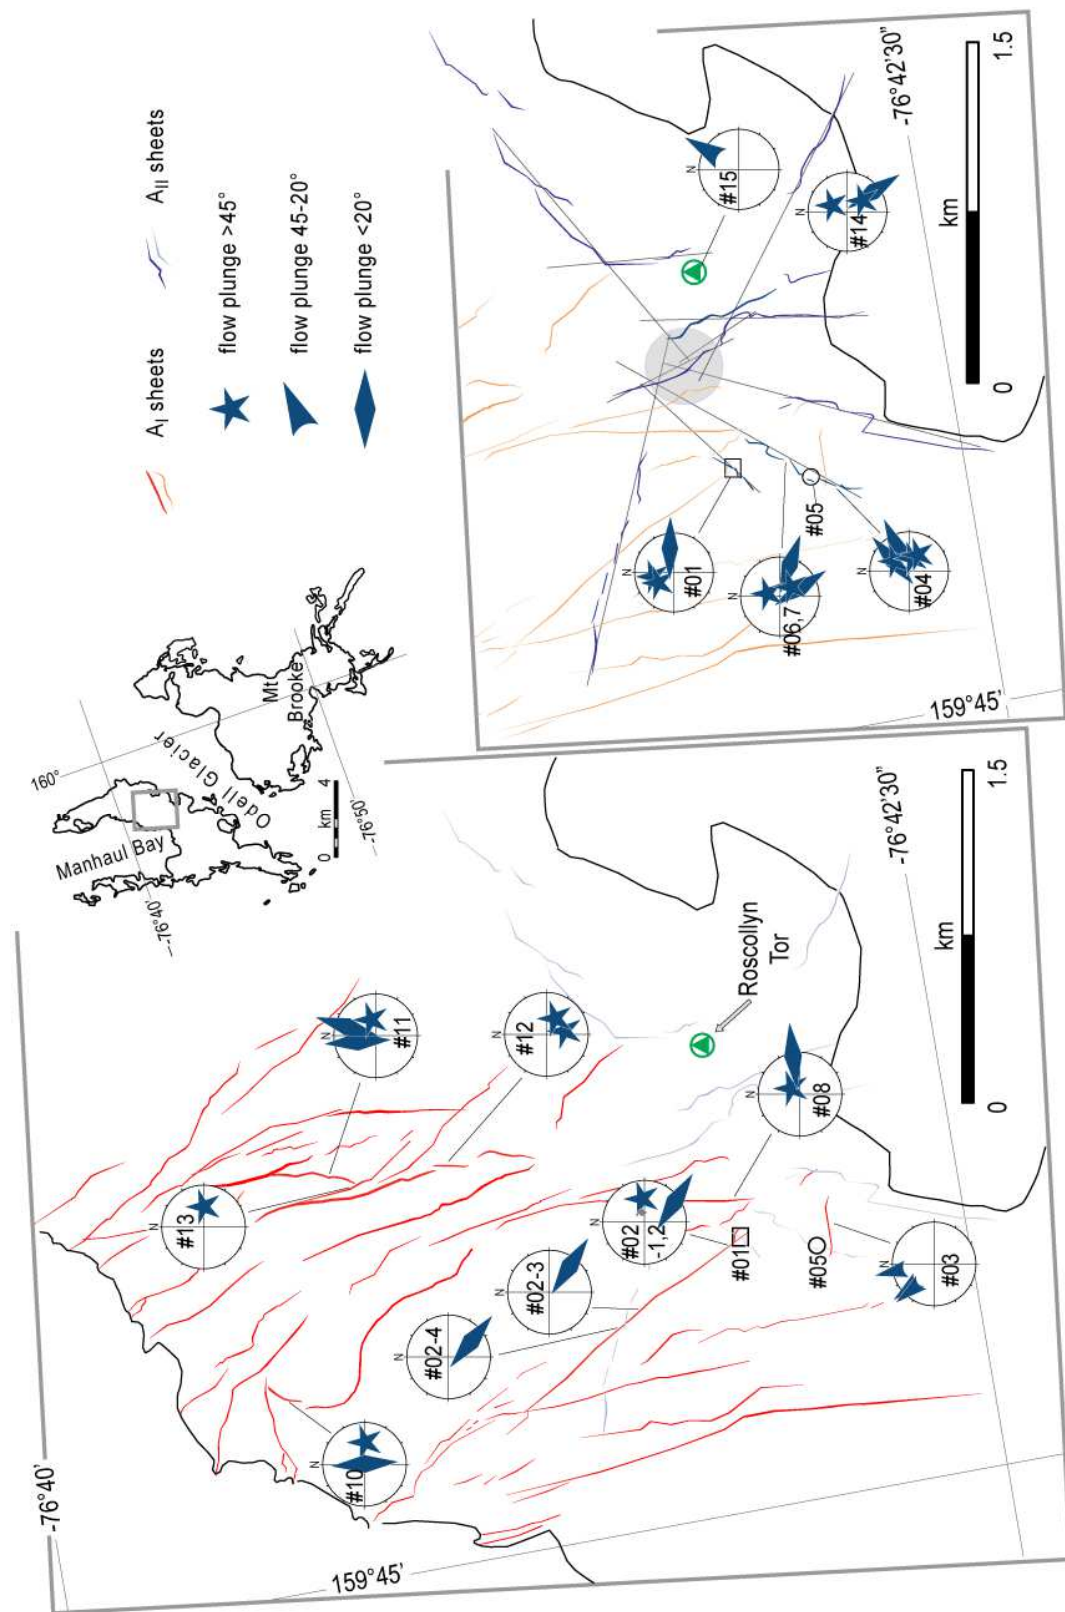 A_I sheets
A_II sheets
flow plunge >45°
flow plunge 45-20°
flow plunge <20°
160°
Manhaul Bay
Odell Glacier
Mt
Brooke
-76°40'
-76°50'
0 km 4
-76°40'
159°45'
N
#10
N
#13
N
#11
N
#12
N
#02-4
N
#02-3
N
#02
-1,2
N
#08
#01
#05
N
#03
Roscollyn
Tor
-76°42'30"
km
0
1.5
N
#01
N
#06,7
N
#04
#05
N
#15
N
#14
159°45'
-76°42'30"
km
0
1.5